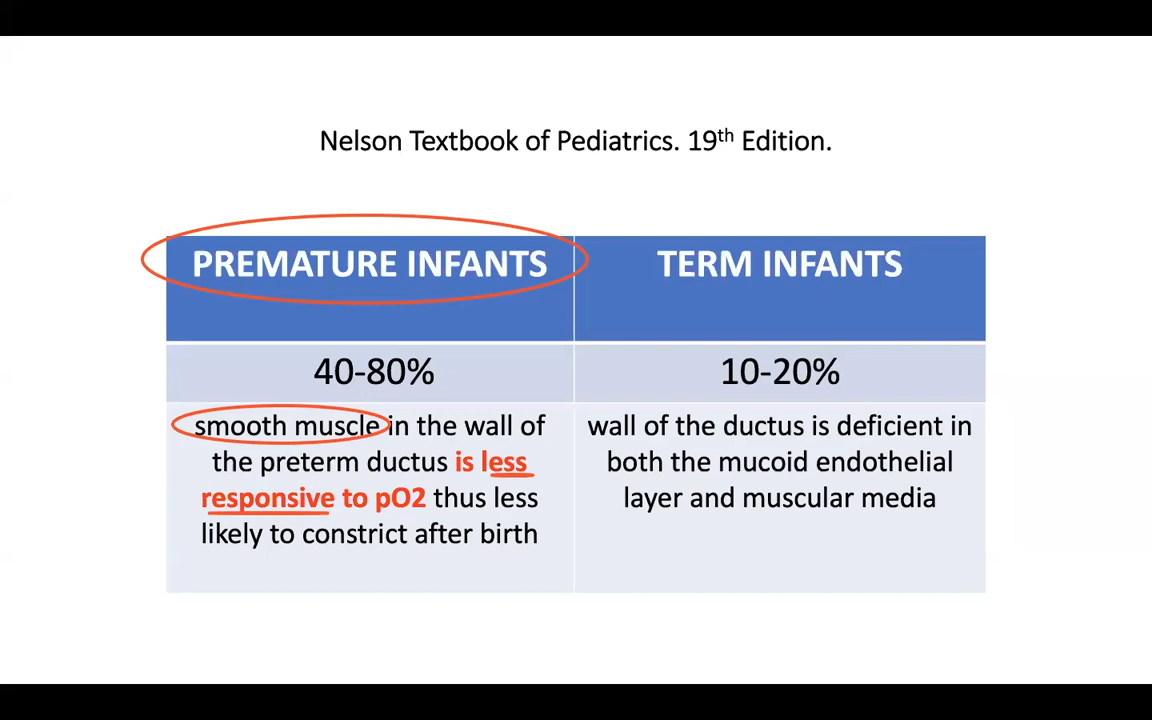 Nelson Textbook of Pediatrics. 19th Edition.
PREMATURE INFANTS
TERM INFANTS
40-80%
10-20%
smooth muscle in the wall of
the preterm ductus is less
responsive to pO2 thus less
likely to constrict after birth
wall of the ductus is deficient in
both the mucoid endothelial
layer and muscular media